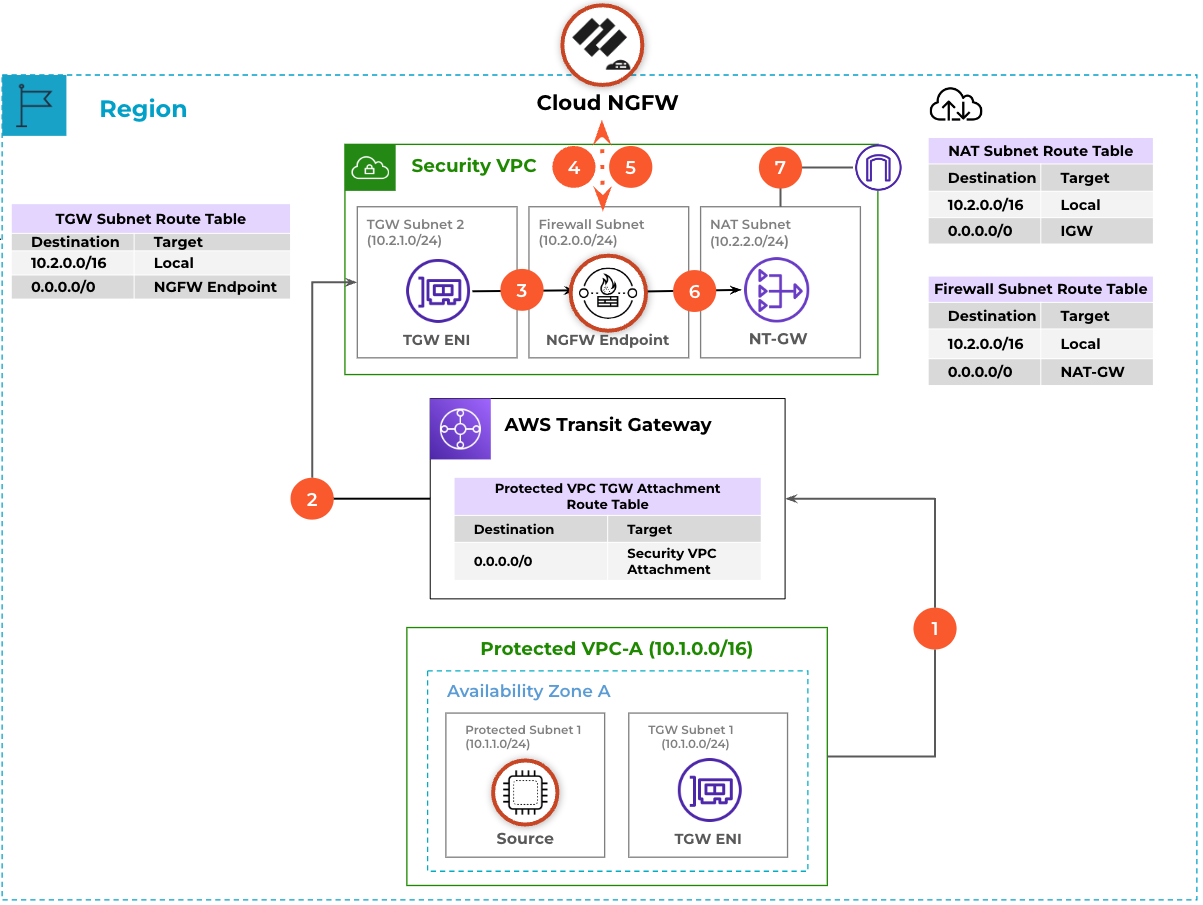 Cloud NGFW
Region
Security VPC
4
5
7
NAT Subnet Route Table
Destination Target
10.2.0.0/16 Local
0.0.0.0/0 IGW
TGW Subnet Route Table
Destination Target
10.2.0.0/16 Local
0.0.0.0/0 NGFW Endpoint
TGW Subnet 2
(10.2.1.0/24)
TGW ENI
3
Firewall Subnet
(10.2.0.0/24)
NGFW Endpoint
6
NAT Subnet
(10.2.2.0/24)
NT-GW
Firewall Subnet Route Table
Destination Target
10.2.0.0/16 Local
0.0.0.0/0 NAT-GW
AWS Transit Gateway
2
Protected VPC TGW Attachment
Route Table
Destination Target
0.0.0.0/0 Security VPC
Attachment
1
Protected VPC-A (10.1.0.0/16)
Availability Zone A
Protected Subnet 1
(10.1.1.0/24)
Source
TGW Subnet 1
(10.1.0.0/24)
TGW ENI